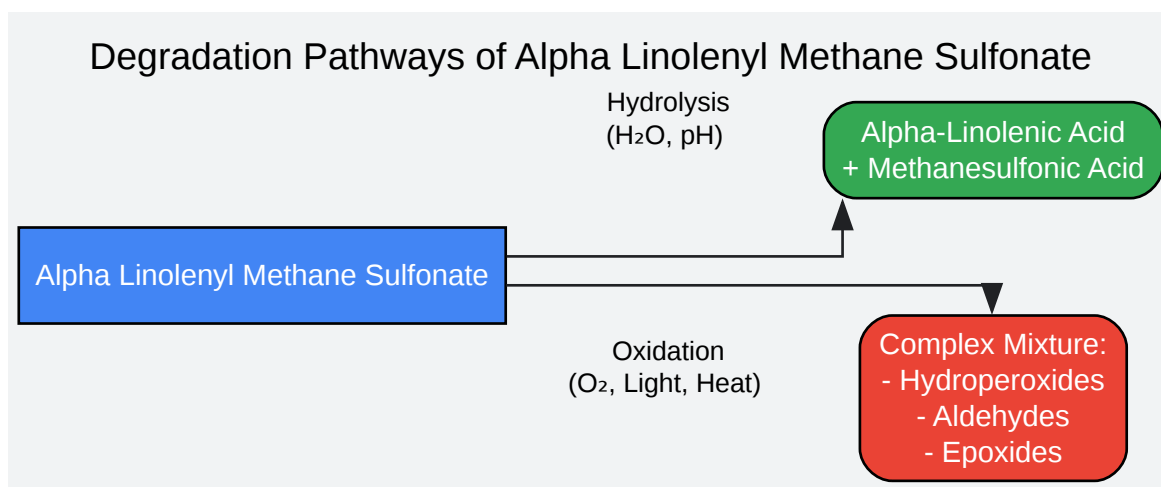 Degradation Pathways of Alpha Linolenyl Methane Sulfonate
Hydrolysis
(H₂O, pH)
Alpha-Linolenic Acid
+ Methanesulfonic Acid
Alpha Linolenyl Methane Sulfonate
Oxidation
(O₂, Light, Heat)
Complex Mixture:
- Hydroperoxides
- Aldehydes
- Epoxides